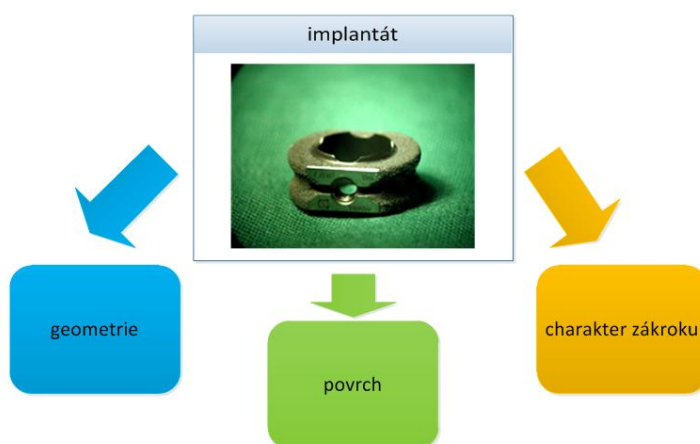 implantát
geometrie
povrch
charakter zákroku